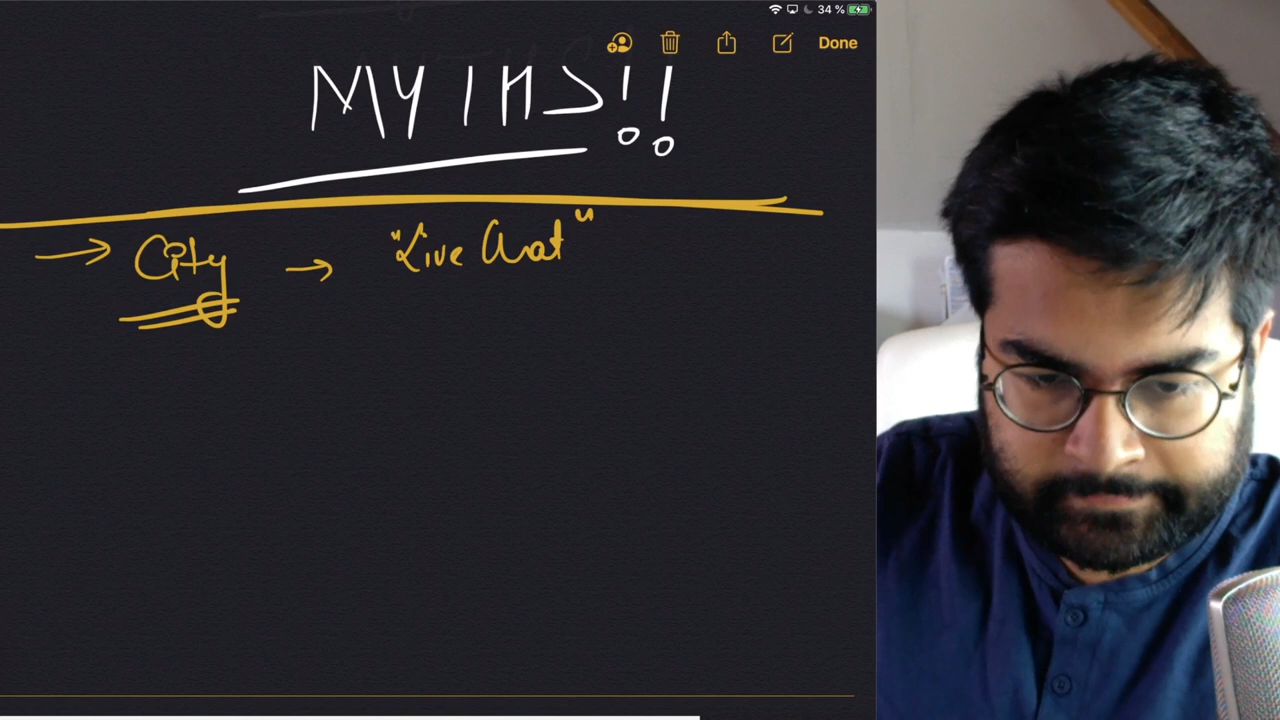 34 %
Done
MYTHS!!
→ City → "Live Chat"